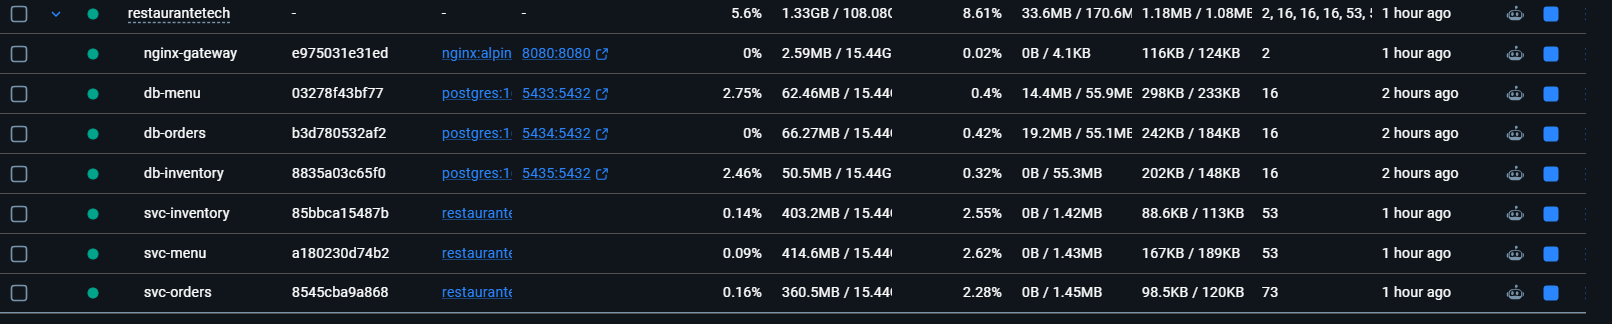 restaurantetech - - - 5.6% 1.33GB / 108.08G 8.61% 33.6MB / 170.6M 1.18MB / 1.08ME 2, 16, 16, 16, 53, 1 hour ago
nginx-gateway e975031e31ed nginx:alpin 8080:8080 0% 2.59MB / 15.44G 0.02% 0B / 4.1KB 116KB / 124KB 2 1 hour ago
db-menu 03278f43bf77 postgres:1 5433:5432 2.75% 62.46MB / 15.44 0.4% 14.4MB / 55.9MB 298KB / 233KB 16 2 hours ago
db-orders b3d780532af2 postgres:1 5434:5432 0% 66.27MB / 15.44 0.42% 19.2MB / 55.1MB 242KB / 184KB 16 2 hours ago
db-inventory 8835a03c65f0 postgres:1 5435:5432 2.46% 50.5MB / 15.44G 0.32% 0B / 55.3MB 202KB / 148KB 16 2 hours ago
svc-inventory 85bbca15487b restaurante 0.14% 403.2MB / 15.44 2.55% 0B / 1.42MB 88.6KB / 113KB 53 1 hour ago
svc-menu a180230d74b2 restaurante 0.09% 414.6MB / 15.44 2.62% 0B / 1.43MB 167KB / 189KB 53 1 hour ago
svc-orders 8545cba9a868 restaurante 0.16% 360.5MB / 15.44 2.28% 0B / 1.45MB 98.5KB / 120KB 73 1 hour ago